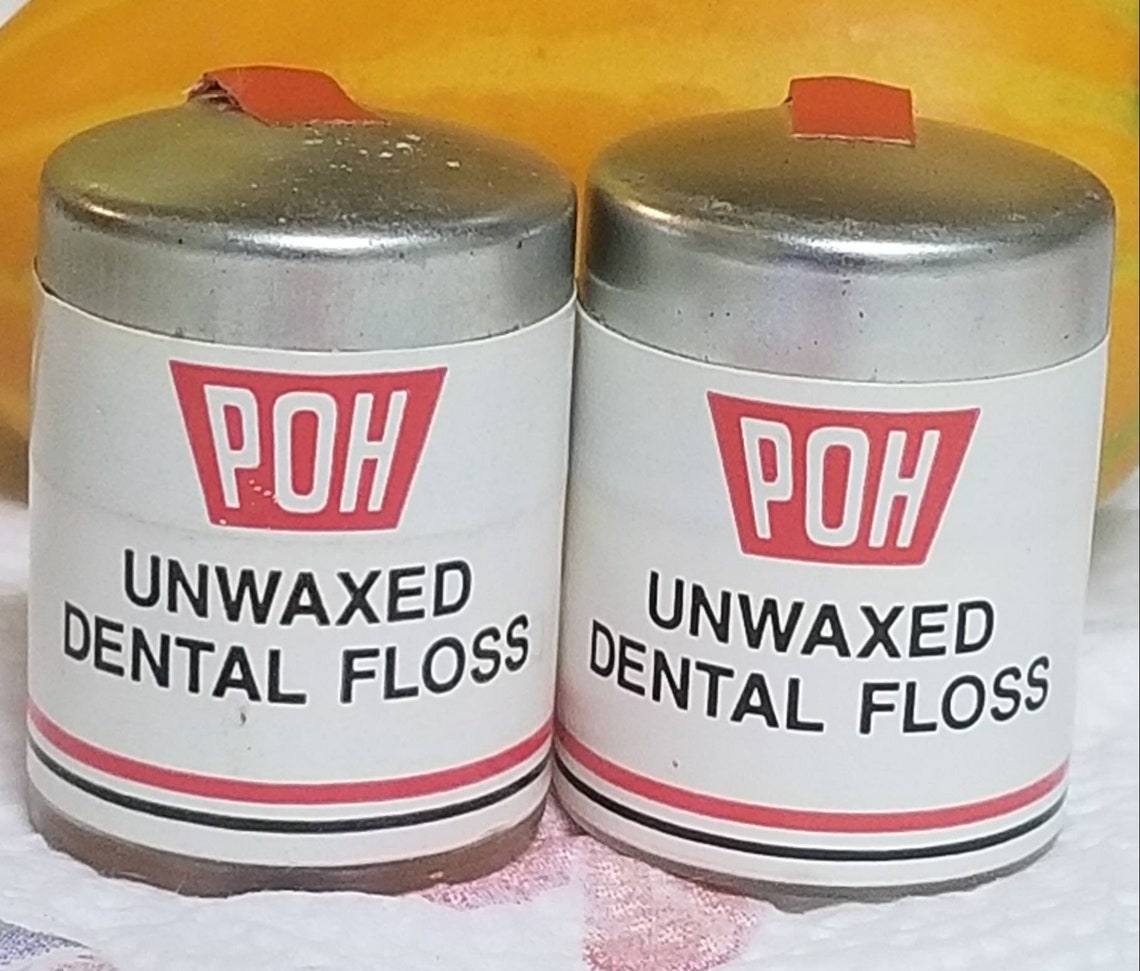 POH
UNWAXED
DENTAL FLOSS
POH
UNWAXED
DENTAL FLOSS